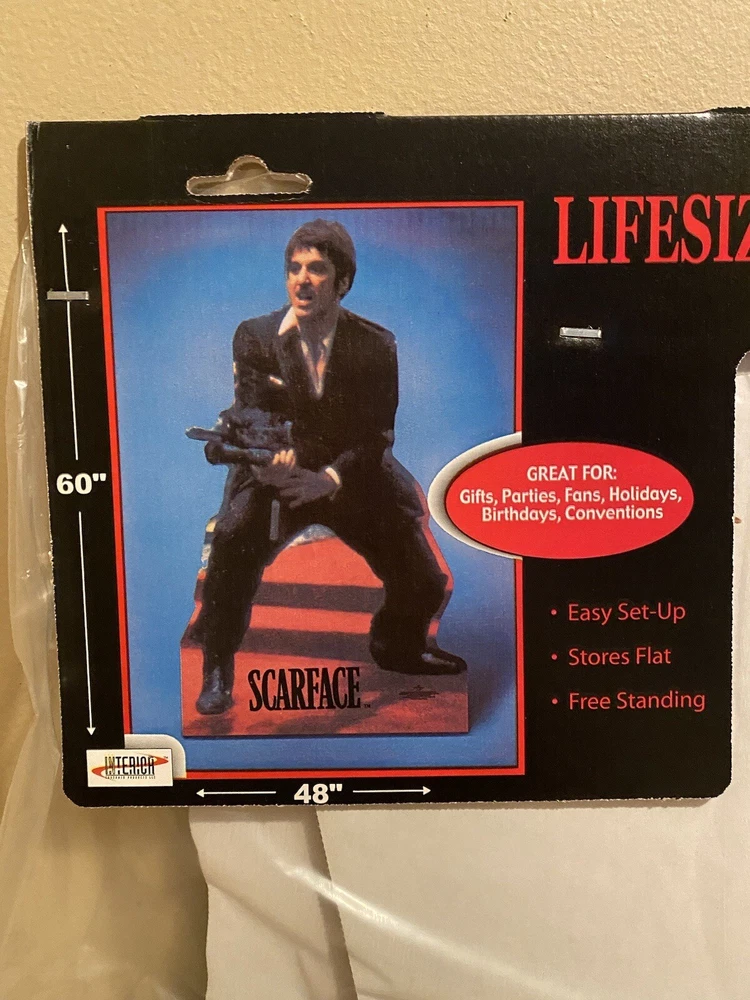 LIFESIZ
60"
GREAT FOR:
Gifts, Parties, Fans, Holidays,
Birthdays, Conventions
• Easy Set-Up
• Stores Flat
• Free Standing
SCARFACE™
INTERIOR
48"